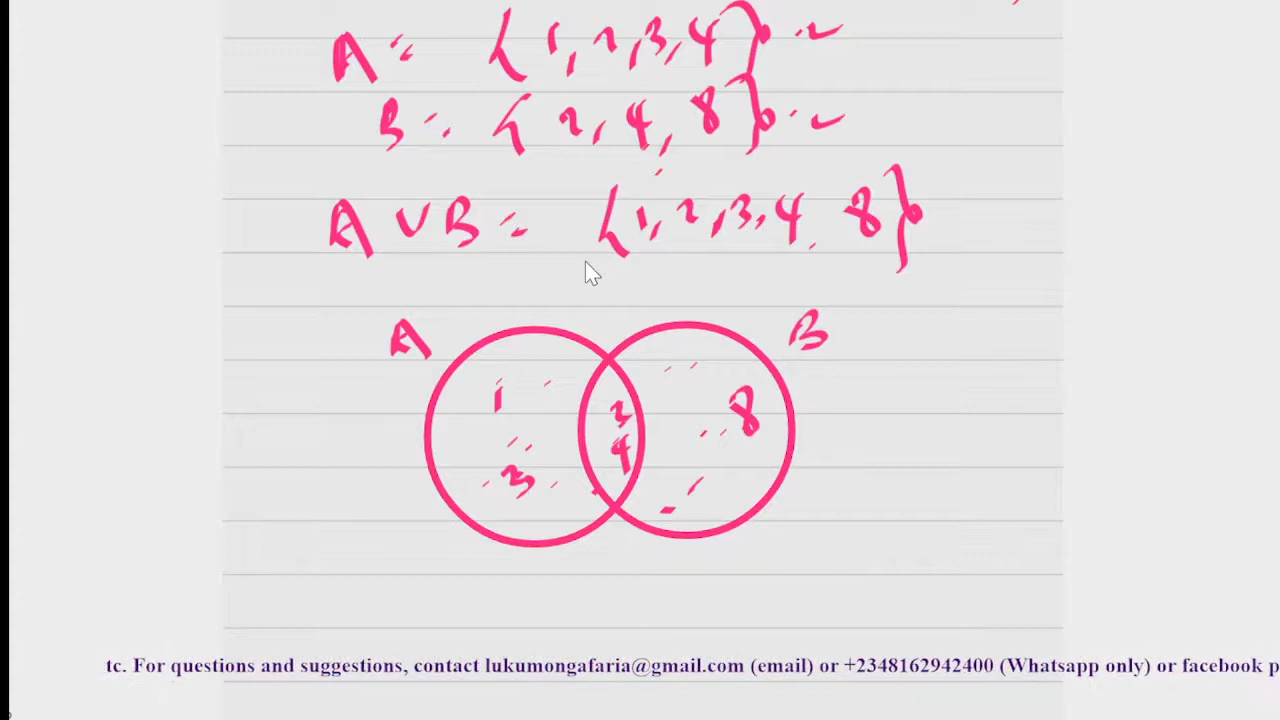 A = {1, 2, 3, 4}
B = {2, 4, 8}
A ∪ B = {1, 2, 3, 4, 8}
A
B
1
2
8
4
3
tc. For questions and suggestions, contact lukumongafaria@gmail.com (email) or +2348162942400 (Whatsapp only) or facebook p